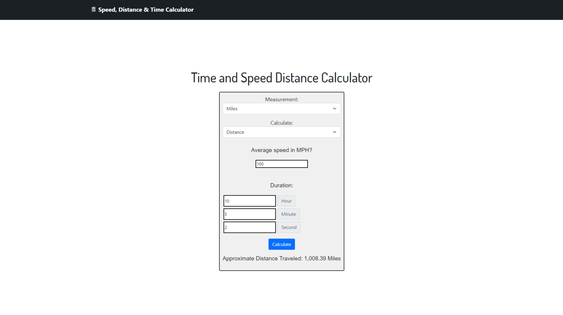 Speed, Distance & Time Calculator
Time and Speed Distance Calculator
Measurement:
Miles
Calculate:
Distance
Average speed in MPH?
100
Duration:
10 Hour
5 Minute
2 Second
Calculate
Approximate Distance Traveled: 1,008.39 Miles